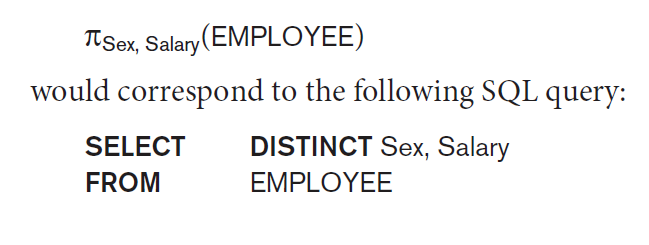 πSex, Salary(EMPLOYEE)
would correspond to the following SQL query:
SELECT DISTINCT Sex, Salary
FROM EMPLOYEE